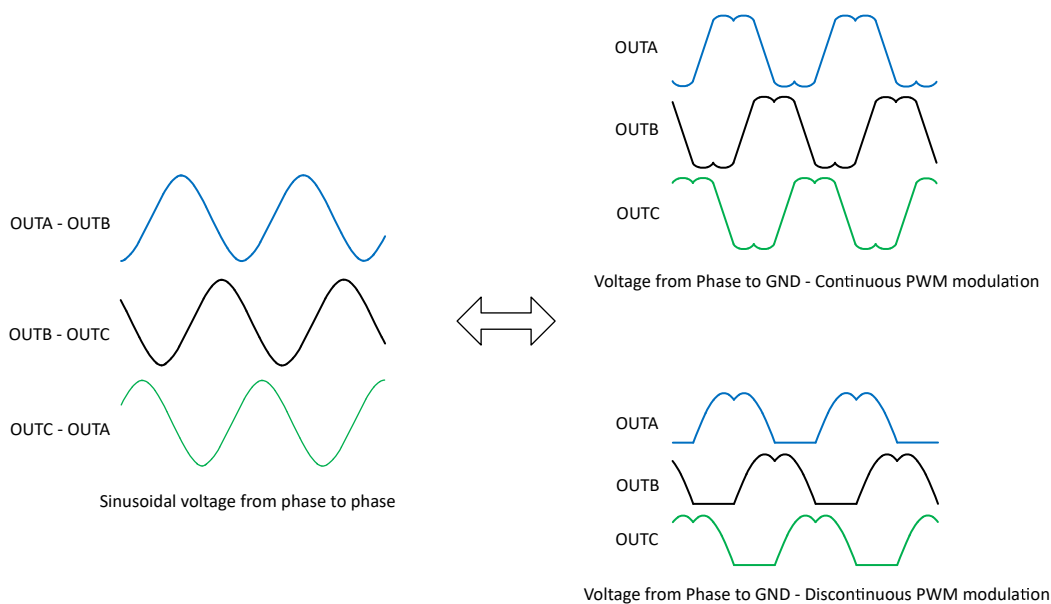 OUTA - OUTB
OUTB - OUTC
OUTC - OUTA
Sinusoidal voltage from phase to phase
OUTA
OUTB
OUTC
Voltage from Phase to GND - Continuous PWM modulation
OUTA
OUTB
OUTC
Voltage from Phase to GND - Discontinuous PWM modulation